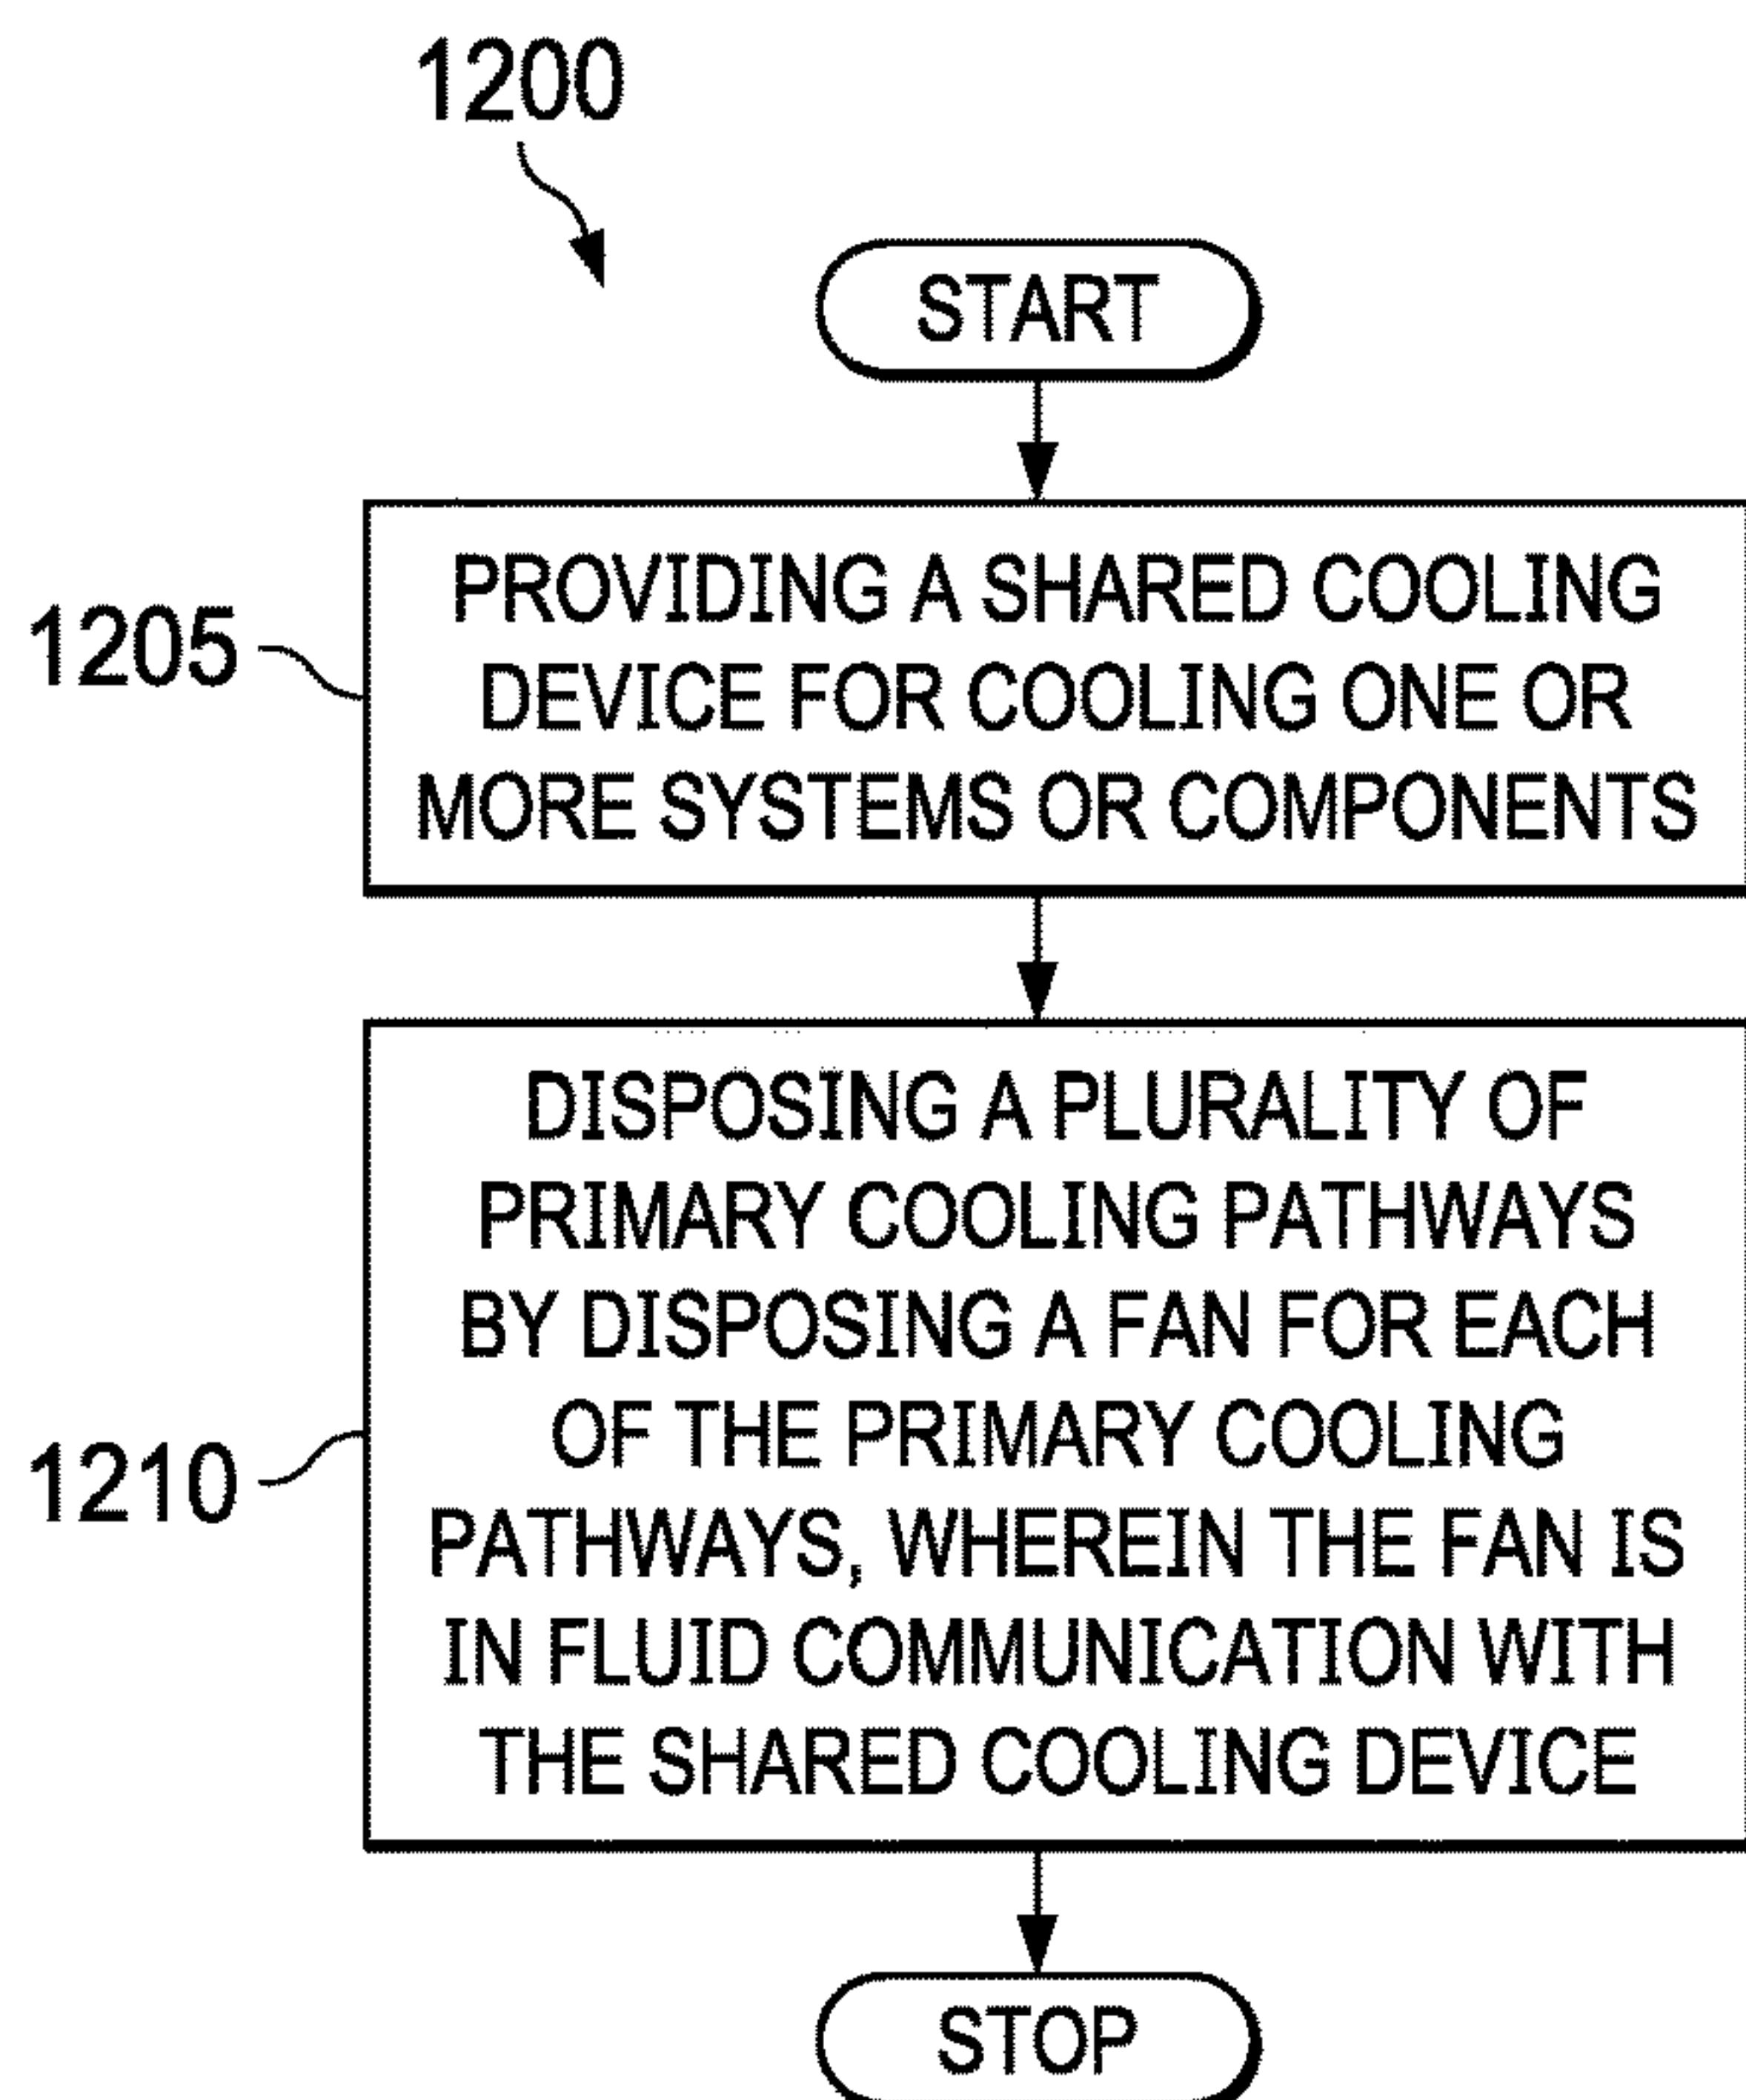 1200
START
1205
PROVIDING A SHARED COOLING
DEVICE FOR COOLING ONE OR
MORE SYSTEMS OR COMPONENTS
1210
DISPOSING A PLURALITY OF
PRIMARY COOLING PATHWAYS
BY DISPOSING A FAN FOR EACH
OF THE PRIMARY COOLING
PATHWAYS, WHEREIN THE FAN IS
IN FLUID COMMUNICATION WITH
THE SHARED COOLING DEVICE
STOP